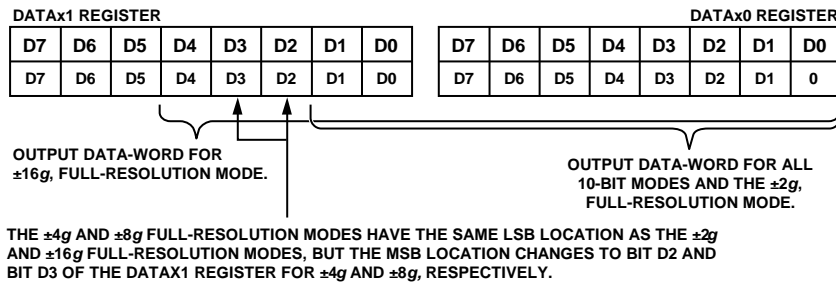 DATAx1 REGISTER DATAx0 REGISTER
D7 D6 D5 D4 D3 D2 D1 D0 D7 D6 D5 D4 D3 D2 D1 D0
D7 D6 D5 D4 D3 D2 D1 D0 D7 D6 D5 D4 D3 D2 D1 0
OUTPUT DATA-WORD FOR
±16g, FULL-RESOLUTION MODE.
OUTPUT DATA-WORD FOR ALL
10-BIT MODES AND THE ±2g,
FULL-RESOLUTION MODE.
THE ±4g AND ±8g FULL-RESOLUTION MODES HAVE THE SAME LSB LOCATION AS THE ±2g
AND ±16g FULL-RESOLUTION MODES, BUT THE MSB LOCATION CHANGES TO BIT D2 AND
BIT D3 OF THE DATAX1 REGISTER FOR ±4g AND ±8g, RESPECTIVELY.